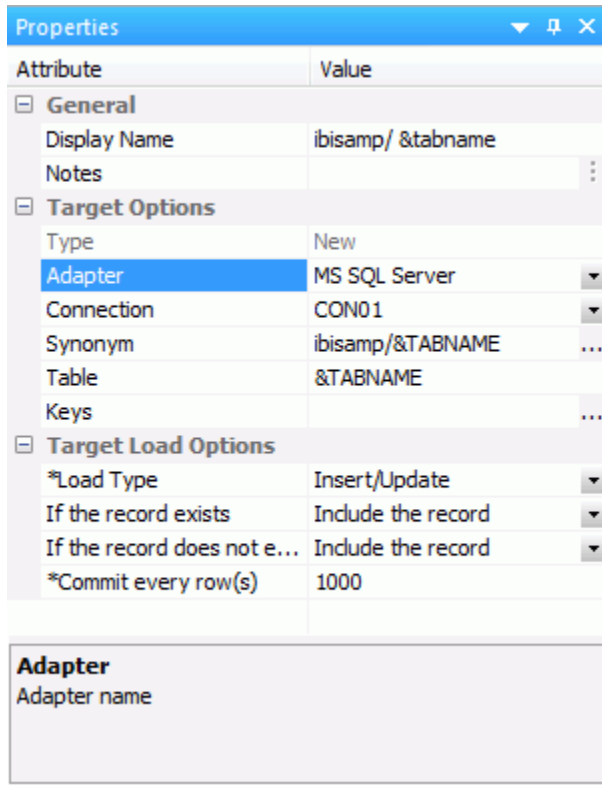 Properties
Attribute Value
General
Display Name ibisamp/ &tabname
Notes
Target Options
Type New
Adapter MS SQL Server
Connection CON01
Synonym ibisamp/&TABNAME ...
Table &TABNAME
Keys ...
Target Load Options
*Load Type Insert/Update
If the record exists Include the record
If the record does not e... Include the record
*Commit every row(s) 1000
Adapter
Adapter name